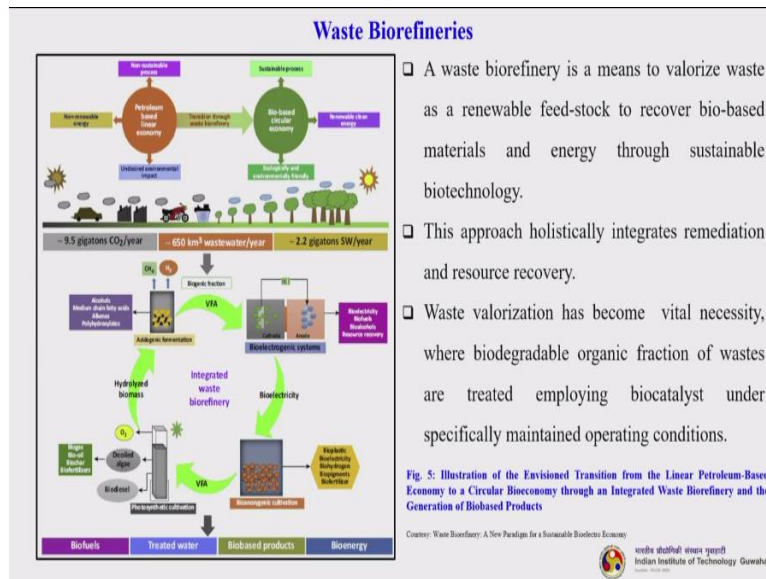 Waste Biorefineries
Non-sustainable
process
Sustainable process
Non-renewable
energy
Petroleum
based
linear
economy
Transition through
waste biorefinery
Bio-based
circular
economy
Renewable clean
energy
Undesired environmental
impact
Ecologically and
environmentally friendly
~ 9.5 gigatons CO₂/year
~ 650 km³ wastewater/year
~ 2.2 gigatons SW/year
CH₄
H₂
Biogenic fraction
Alcohols
Medium chain fatty acids
Alkanes
Polyhydroxylates
VFA
Acidogenic fermentation
Cathode
Anode
Bioelectrogenic systems
Bioelectricity
Biofuels
Bioalcohols
Resource recovery
Hydrolyzed
biomass
Integrated
waste
biorefinery
Bioelectricity
O₂
Biogas
Bio-oil
Biochar
Biofertilizers
Deoiled
algae
Biodiesel
Photosynthetic cultivation
VFA
Bioplastic
Bioelectricity
Biohydrogen
Biopigments
Biofertilizer
Biofuels
Treated water
Biobased products
Bioenergy
❑ A waste biorefinery is a means to valorize waste
as a renewable feed-stock to recover bio-based
materials and energy through sustainable
biotechnology.
❑ This approach holistically integrates remediation
and resource recovery.
❑ Waste valorization has become vital necessity,
where biodegradable organic fraction of wastes
are treated employing biocatalyst under
specifically maintained operating conditions.
Fig. 5: Illustration of the Envisioned Transition from the Linear Petroleum-Base
Economy to a Circular Bioeconomy through an Integrated Waste Biorefinery and th
Generation of Biobased Products
Courtesy: Waste Biorefinery: A New Paradigm for a Sustainable Bioelectro Economy
भारतीय प्रौद्योगिकी संस्थान गुवाहाटी
Indian Institute of Technology Guwaha